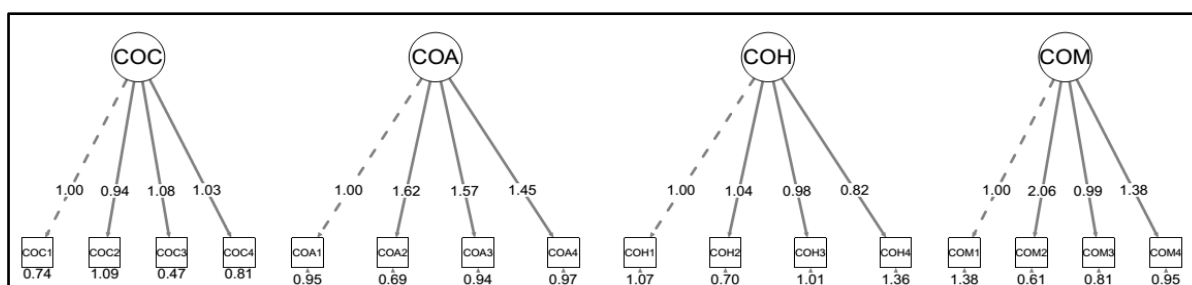 COC COA COH COM
1.00 0.94 1.08 1.03 1.00 1.62 1.57 1.45 1.00 1.04 0.98 0.82 1.00 2.06 0.99 1.38
COC1 COC2 COC3 COC4 COA1 COA2 COA3 COA4 COH1 COH2 COH3 COH4 COM1 COM2 COM3 COM4
0.74 1.09 0.47 0.81 0.95 0.69 0.94 0.97 1.07 0.70 1.01 1.36 1.38 0.61 0.81 0.95